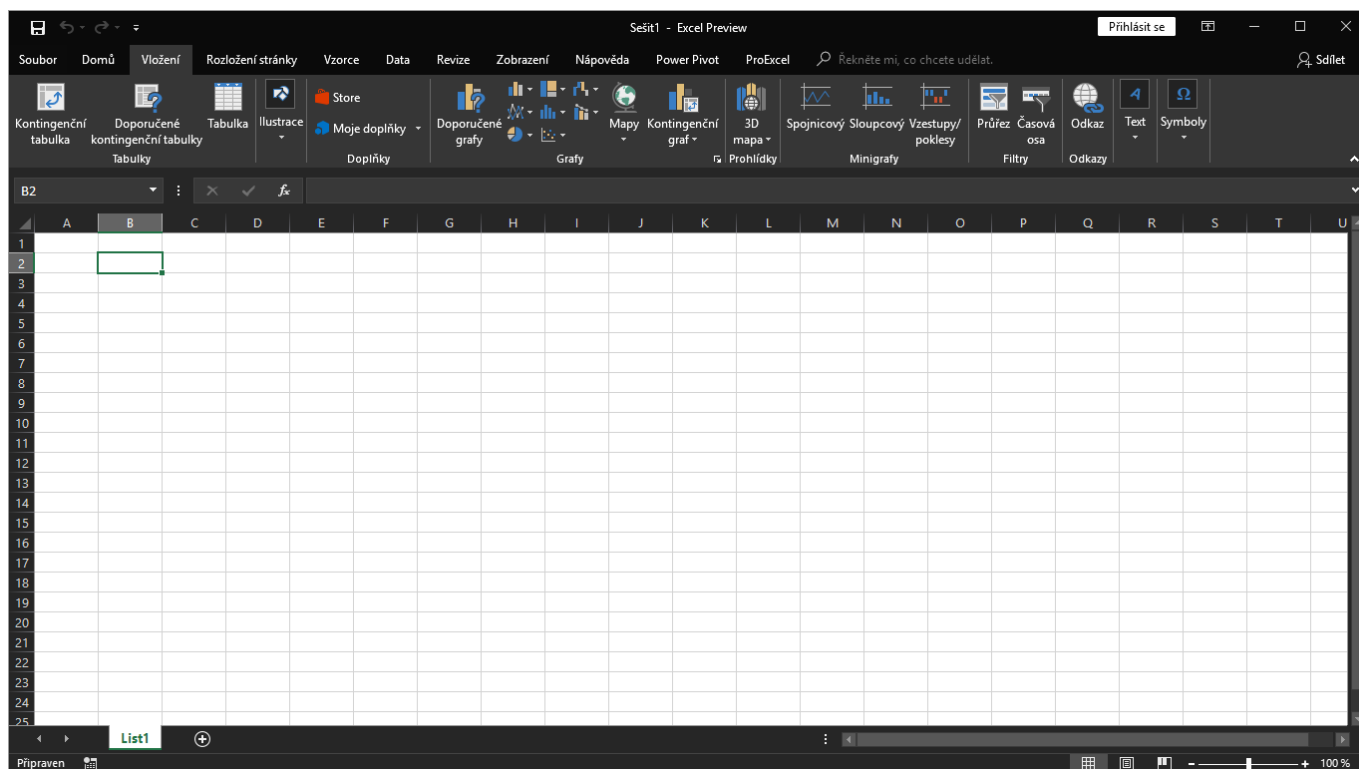 Sešit1 - Excel Preview
Přihlásit se
Soubor Domů Vložení Rozložení stránky Vzorce Data Revize Zobrazení Nápověda Power Pivot ProExcel Řekněte mi, co chcete udělat. Sdílet
Kontingenční tabulka
Doporučené kontingenční tabulky
Tabulka
Ilustrace
Store
Moje doplňky
Doporučené grafy
Mapy
Kontingenční graf
3D mapa
Spojnicový
Sloupcový
Vzestupy/ poklesy
Průřez
Časová osa
Odkaz
A
Text
Ω
Symboly
Tabulky Doplňky Grafy Prohlídky Minigrafy Filtry Odkazy
B2 fx
A B C D E F G H I J K L M N O P Q R S T U
1
2
3
4
5
6
7
8
9
10
11
12
13
14
15
16
17
18
19
20
21
22
23
24
25
List1
Připraven 100 %